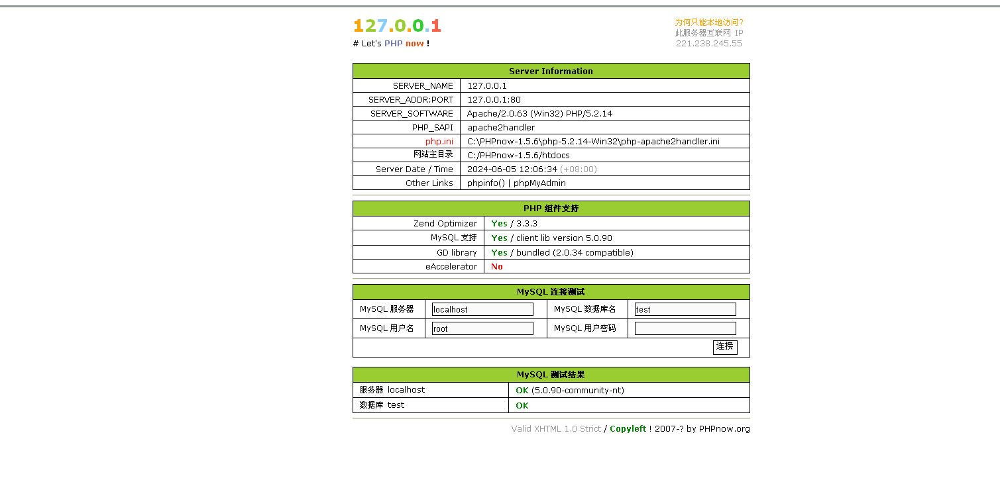 127.0.0.1
为何只能本地访问?
# Let's PHP now !
此服务器互联网 IP
221.238.245.55
Server Information
SERVER_NAME 127.0.0.1
SERVER_ADDR:PORT 127.0.0.1:80
SERVER_SOFTWARE Apache/2.0.63 (Win32) PHP/5.2.14
PHP_SAPI apache2handler
php.ini C:\PHPnow-1.5.6\php-5.2.14-Win32\php-apache2handler.ini
网站主目录 C:/PHPnow-1.5.6/htdocs
Server Date / Time 2024-06-05 12:06:34 (+08:00)
Other Links phpinfo() | phpMyAdmin
PHP 组件支持
Zend Optimizer Yes / 3.3.3
MySQL 支持 Yes / client lib version 5.0.90
GD library Yes / bundled (2.0.34 compatible)
eAccelerator No
MySQL 连接测试
MySQL 服务器 localhost MySQL 数据库名 test
MySQL 用户名 root MySQL 用户密码
连接
MySQL 测试结果
服务器 localhost OK (5.0.90-community-nt)
数据库 test OK
Valid XHTML 1.0 Strict / Copyleft ! 2007-? by PHPnow.org